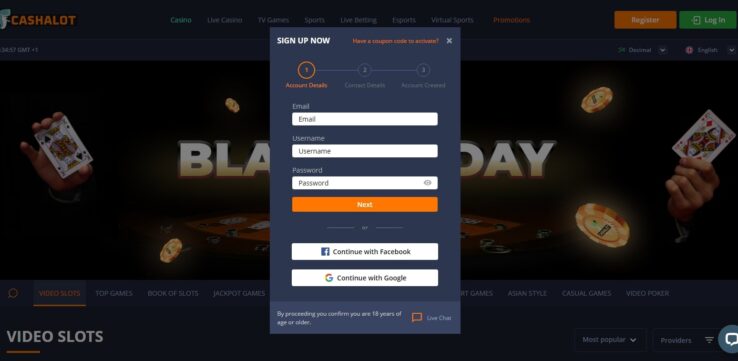 CASHALOT
Casino Live Casino TV Games Sports Live Betting Esports Virtual Sports Promotions
Register
Log In
:34:57 GMT +1
Decimal
English
SIGN UP NOW
Have a coupon code to activate?
1 2 3
Account Details Contact Details Account Created
Email
Email
Username
Username
Password
Password
Next
or
Continue with Facebook
Continue with Google
By proceeding you confirm you are 18 years of
age or older.
Live Chat
BLA
DAY
VIDEO SLOTS TOP GAMES BOOK OF SLOTS JACKPOT GAMES
RT GAMES ASIAN STYLE CASUAL GAMES VIDEO POKER
VIDEO SLOTS
Most popular
Providers